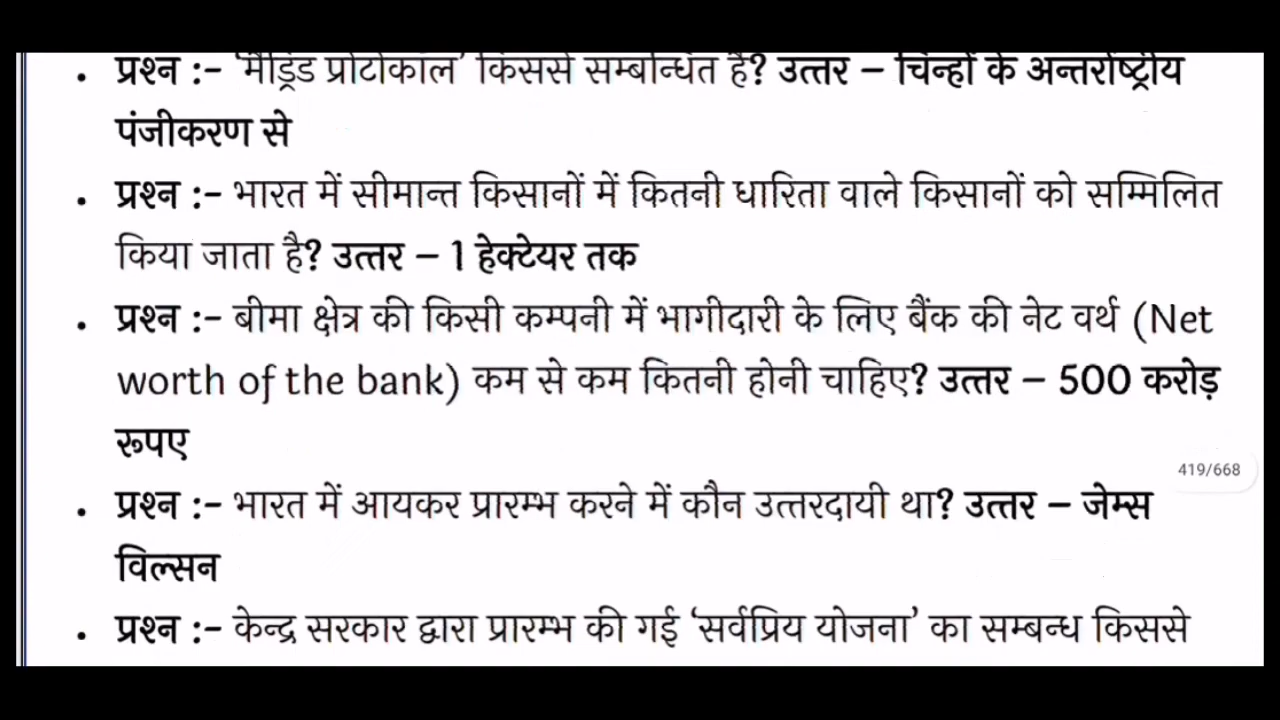 • प्रश्न :- 'मैड्रिड प्रोटोकॉल' किससे सम्बन्धित है? उत्तर – चिन्हों के अन्तर्राष्ट्रीय
पंजीकरण से
• प्रश्न :- भारत में सीमान्त किसानों में कितनी धारिता वाले किसानों को सम्मिलित
किया जाता है? उत्तर – 1 हेक्टेयर तक
• प्रश्न :- बीमा क्षेत्र की किसी कम्पनी में भागीदारी के लिए बैंक की नेट वर्थ (Net
worth of the bank) कम से कम कितनी होनी चाहिए? उत्तर – 500 करोड़
रूपए
419/668
• प्रश्न :- भारत में आयकर प्रारम्भ करने में कौन उत्तरदायी था? उत्तर – जेम्स
विल्सन
• प्रश्न :- केन्द्र सरकार द्वारा प्रारम्भ की गई ‘सर्वप्रिय योजना’ का सम्बन्ध किससे